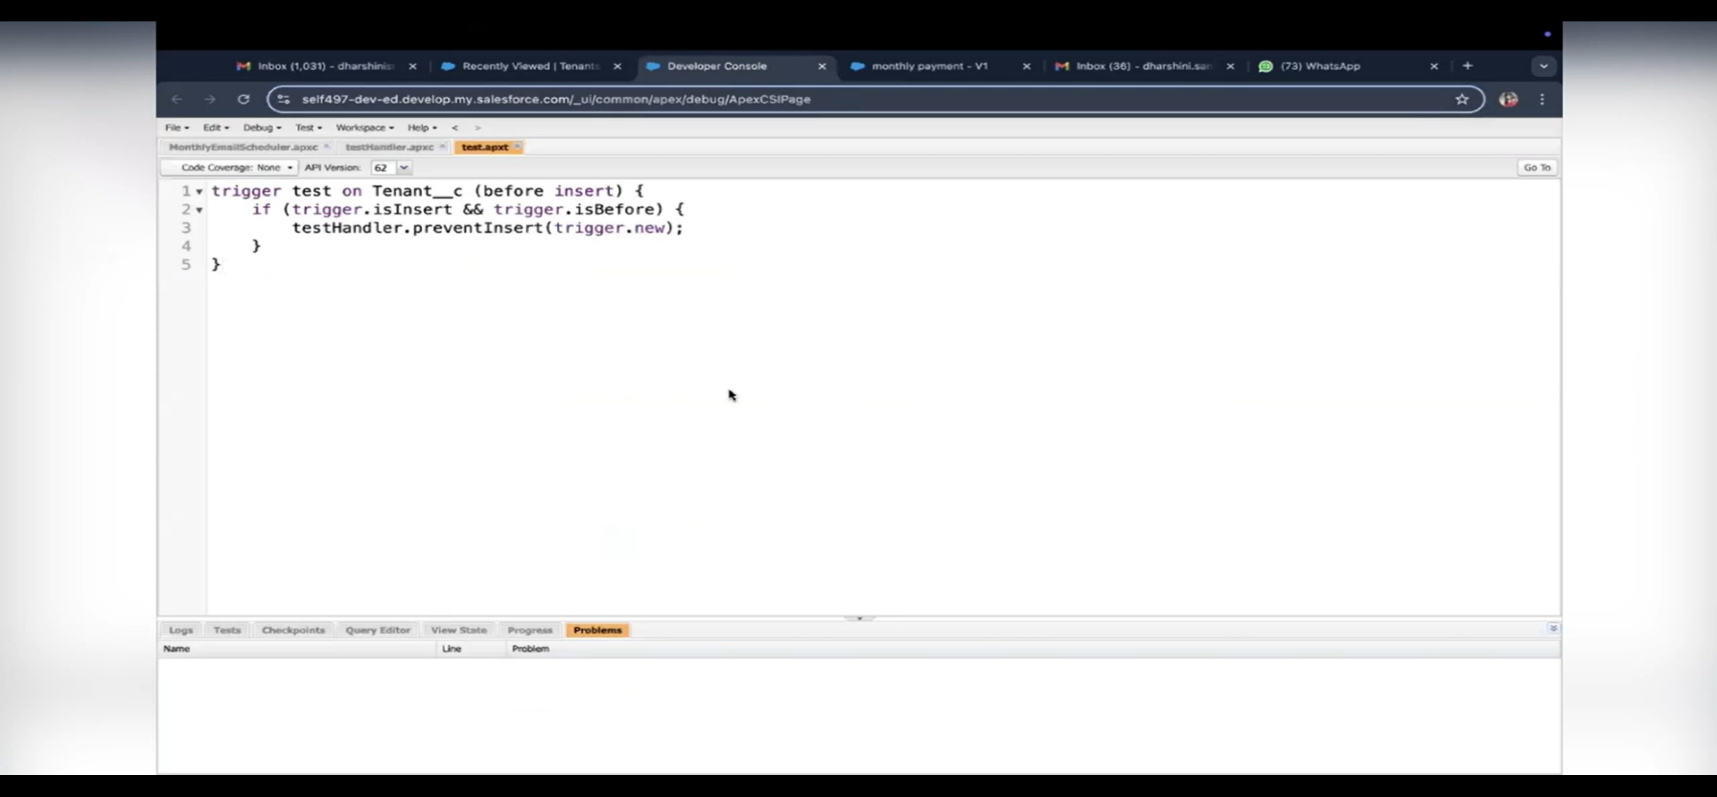 Inbox (1,031) - dharshinis
Recently Viewed | Tenants
Developer Console
monthly payment - V1
Inbox (36) - dharshini.san
(73) WhatsApp
self497-dev-ed.develop.my.salesforce.com/_ui/common/apex/debug/ApexCSIPage
File Edit Debug Test Workspace Help < >
MonthlyEmailScheduler.apxc testHandler.apxc test.apxt
Code Coverage: None API Version: 62 Go To
1 trigger test on Tenant__c (before insert) {
2 if (trigger.isInsert && trigger.isBefore) {
3 testHandler.preventInsert(trigger.new);
4 }
5 }
Logs Tests Checkpoints Query Editor View State Progress Problems
Name Line Problem